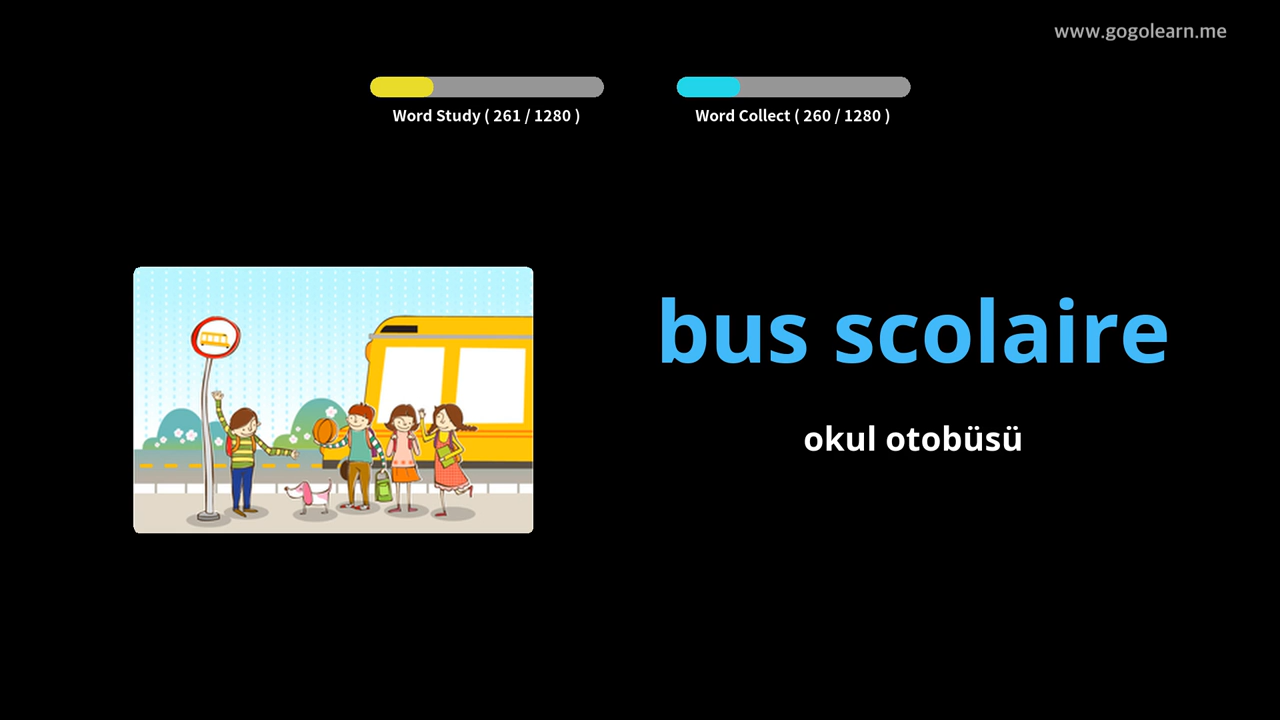 www.gogolearn.me
Word Study ( 261 / 1280 )
Word Collect ( 260 / 1280 )
bus scolaire
okul otobüsü